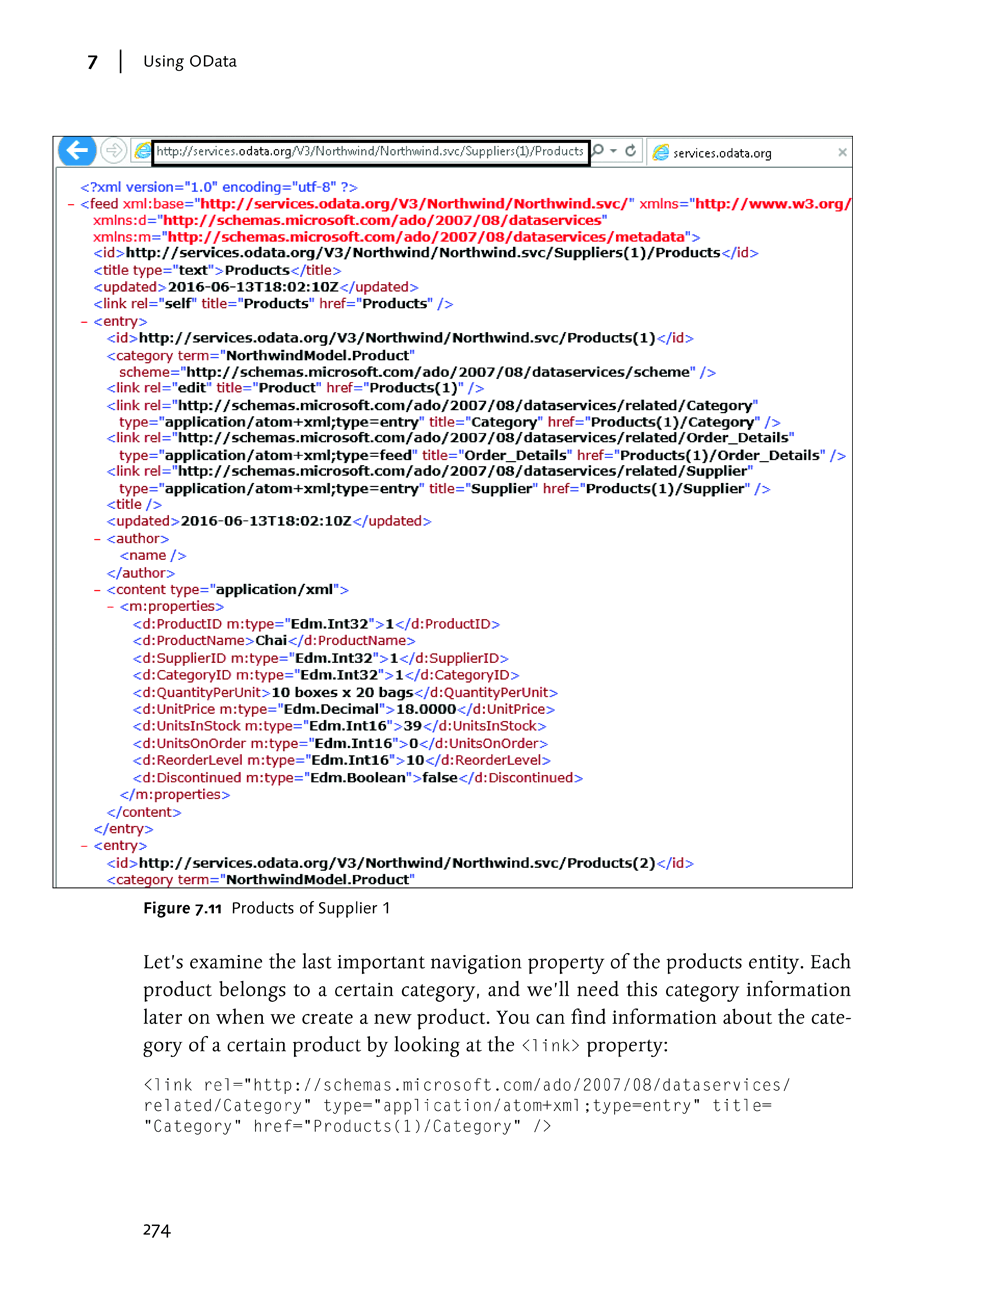 7 | Using OData
http://services.odata.org/V3/Northwind/Northwind.svc/Suppliers(1)/Products
services.odata.org
<?xml version="1.0" encoding="utf-8" ?>
- <feed xml:base="http://services.odata.org/V3/Northwind/Northwind.svc/" xmlns="http://www.w3.org/
xmlns:d="http://schemas.microsoft.com/ado/2007/08/dataservices"
xmlns:m="http://schemas.microsoft.com/ado/2007/08/dataservices/metadata">
<id>http://services.odata.org/V3/Northwind/Northwind.svc/Suppliers(1)/Products</id>
<title type="text">Products</title>
<updated>2016-06-13T18:02:10Z</updated>
<link rel="self" title="Products" href="Products" />
- <entry>
<id>http://services.odata.org/V3/Northwind/Northwind.svc/Products(1)</id>
<category term="NorthwindModel.Product"
scheme="http://schemas.microsoft.com/ado/2007/08/dataservices/scheme" />
<link rel="edit" title="Product" href="Products(1)" />
<link rel="http://schemas.microsoft.com/ado/2007/08/dataservices/related/Category"
type="application/atom+xml;type=entry" title="Category" href="Products(1)/Category" />
<link rel="http://schemas.microsoft.com/ado/2007/08/dataservices/related/Order_Details"
type="application/atom+xml;type=feed" title="Order_Details" href="Products(1)/Order_Details" />
<link rel="http://schemas.microsoft.com/ado/2007/08/dataservices/related/Supplier"
type="application/atom+xml;type=entry" title="Supplier" href="Products(1)/Supplier" />
<title />
<updated>2016-06-13T18:02:10Z</updated>
- <author>
<name />
</author>
- <content type="application/xml">
- <m:properties>
<d:ProductID m:type="Edm.Int32">1</d:ProductID>
<d:ProductName>Chai</d:ProductName>
<d:SupplierID m:type="Edm.Int32">1</d:SupplierID>
<d:CategoryID m:type="Edm.Int32">1</d:CategoryID>
<d:QuantityPerUnit>10 boxes x 20 bags</d:QuantityPerUnit>
<d:UnitPrice m:type="Edm.Decimal">18.0000</d:UnitPrice>
<d:UnitsInStock m:type="Edm.Int16">39</d:UnitsInStock>
<d:UnitsOnOrder m:type="Edm.Int16">0</d:UnitsOnOrder>
<d:ReorderLevel m:type="Edm.Int16">10</d:ReorderLevel>
<d:Discontinued m:type="Edm.Boolean">false</d:Discontinued>
</m:properties>
</content>
</entry>
- <entry>
<id>http://services.odata.org/V3/Northwind/Northwind.svc/Products(2)</id>
<category term="NorthwindModel.Product"
Figure 7.11 Products of Supplier 1
Let's examine the last important navigation property of the products entity. Each
product belongs to a certain category, and we'll need this category information
later on when we create a new product. You can find information about the cate-
gory of a certain product by looking at the <link> property:
<link rel="http://schemas.microsoft.com/ado/2007/08/dataservices/
related/Category" type="application/atom+xml;type=entry" title=
"Category" href="Products(1)/Category" />
274